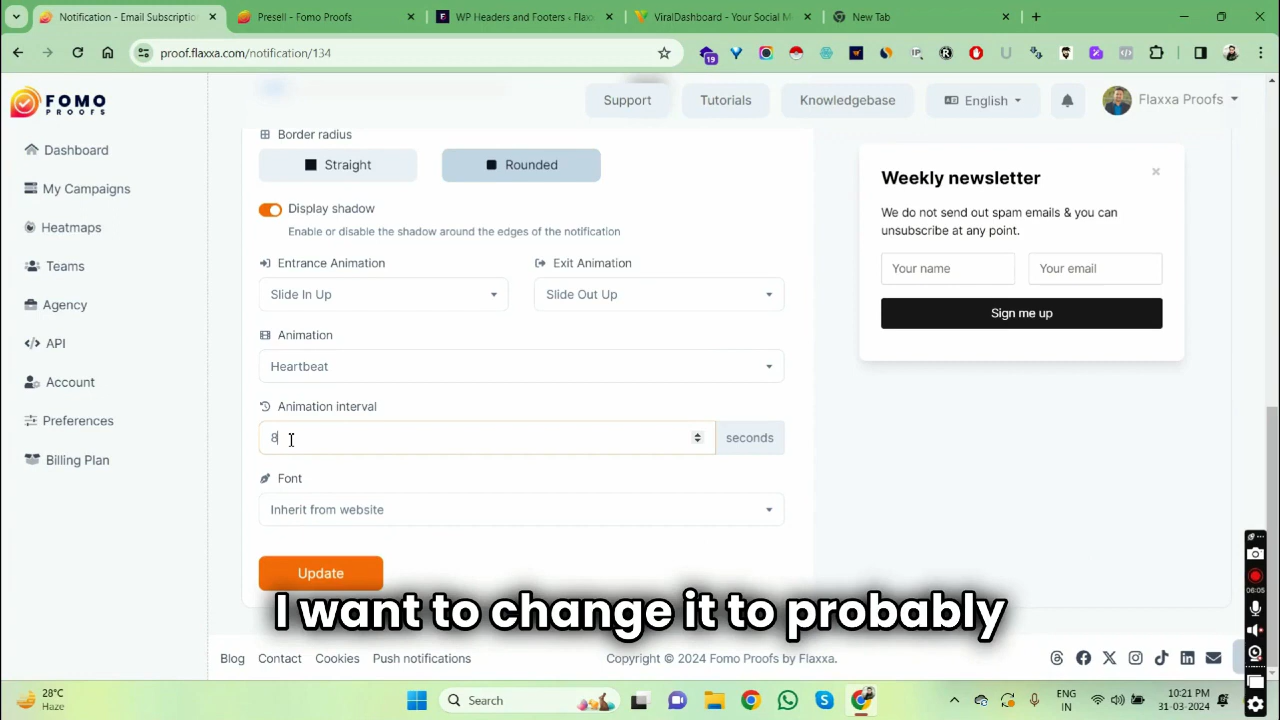 Notification - Email Subscriptio
Presell - Fomo Proofs
WP Headers and Footers ‹ Flaxx
ViralDashboard - Your Social M
New Tab
proof.flaxxa.com/notification/134
19
FOMO
PROOFS
Support
Tutorials
Knowledgebase
English
Flaxxa Proofs
Dashboard
My Campaigns
Heatmaps
Teams
Agency
API
Account
Preferences
Billing Plan
Border radius
Straight
Rounded
Display shadow
Enable or disable the shadow around the edges of the notification
Entrance Animation
Exit Animation
Slide In Up
Slide Out Up
Animation
Heartbeat
Animation interval
8
seconds
Font
Inherit from website
Update
Weekly newsletter
We do not send out spam emails & you can
unsubscribe at any point.
Your name
Your email
Sign me up
I want to change it to probably
Blog
Contact
Cookies
Push notifications
Copyright © 2024 Fomo Proofs by Flaxxa.
06:05
28°C
Haze
Search
ENG
IN
10:21 PM
31-03-2024